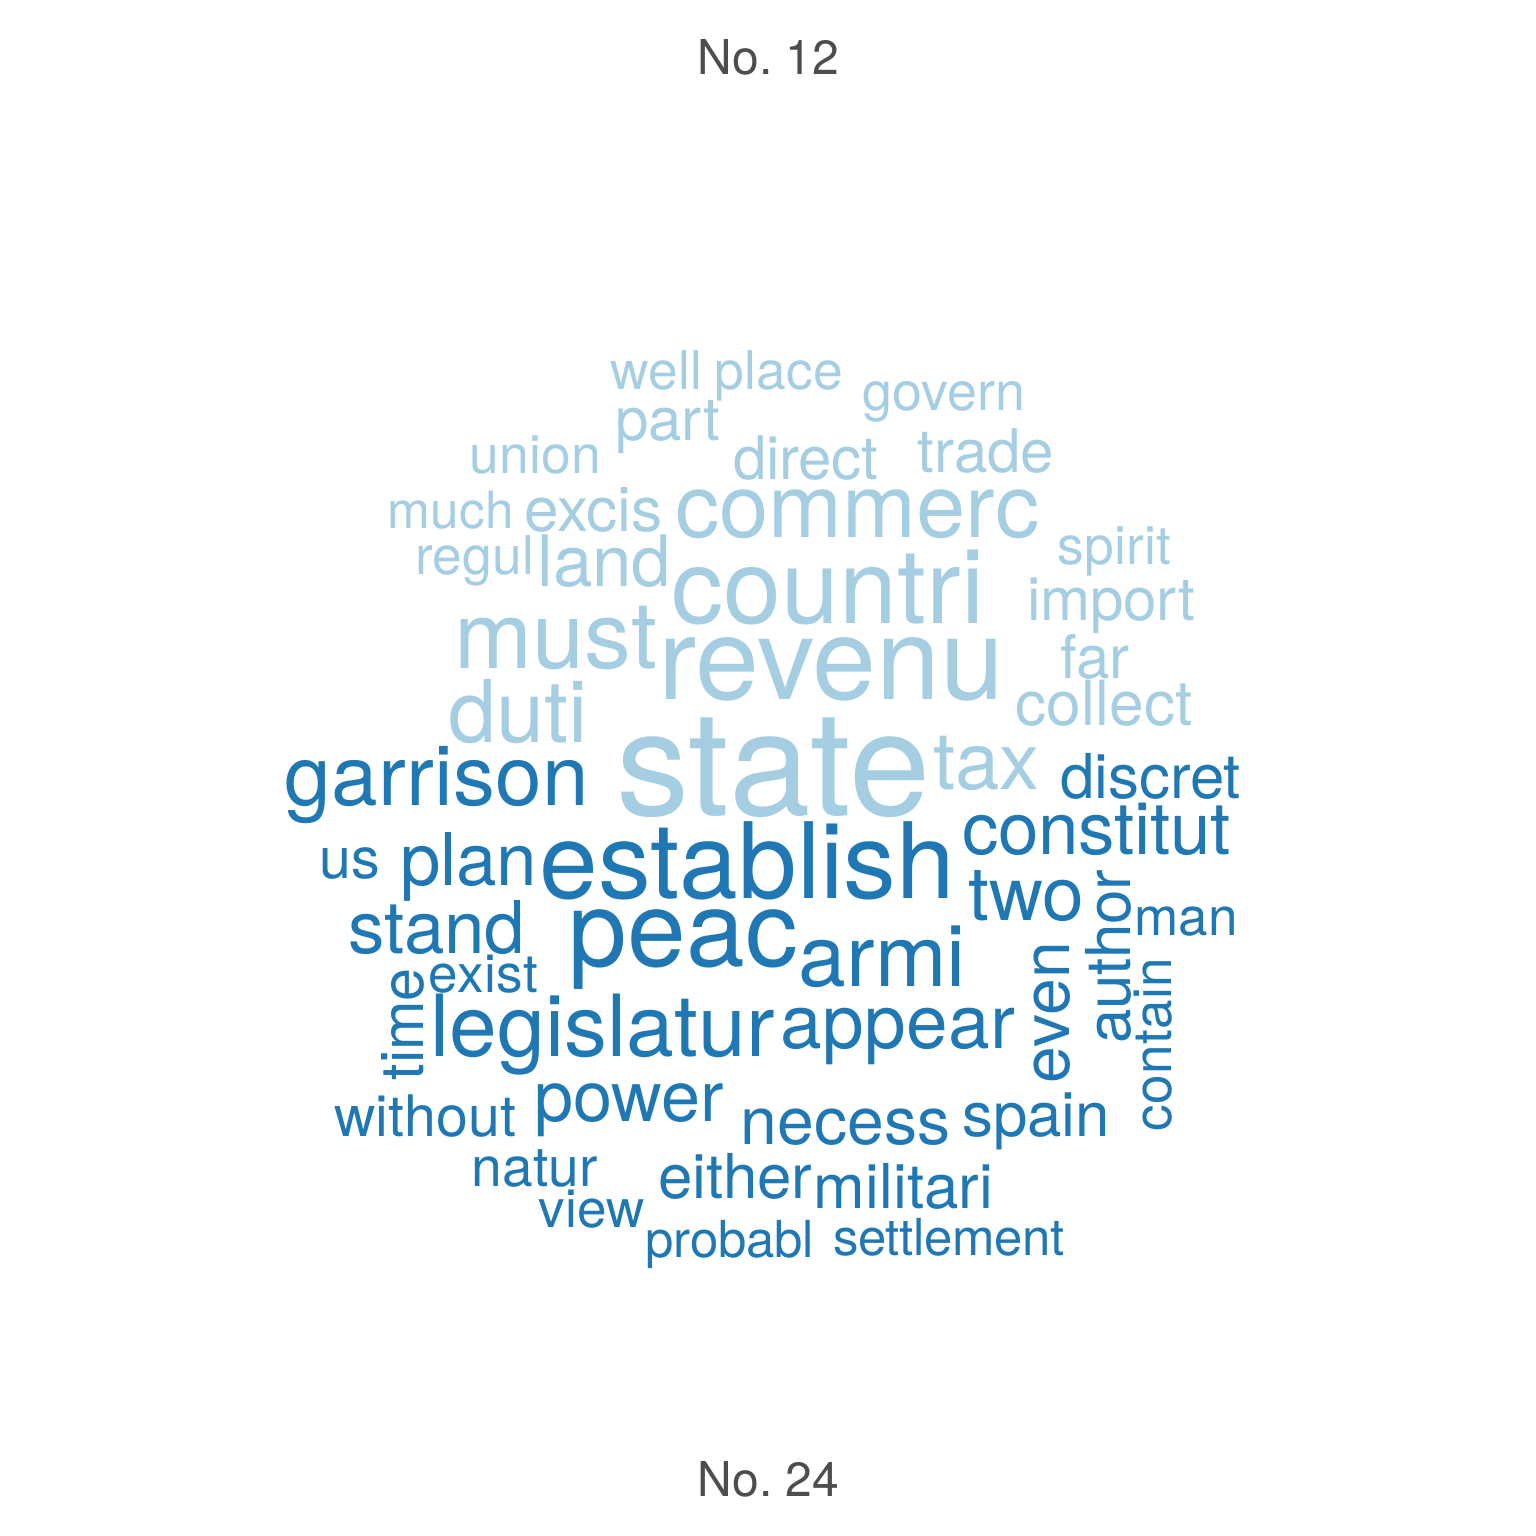 No. 12
well place govern
part
union direct trade
much excis commerc
regul land spirit
countri import
must revenu far
duti collect
state tax
garrison discret
constitut
us plan establish
two author man
stand peac armi
time exist even contain
legislatur appear
without power necess spain
natur either militari
view
probabl settlement
No. 24